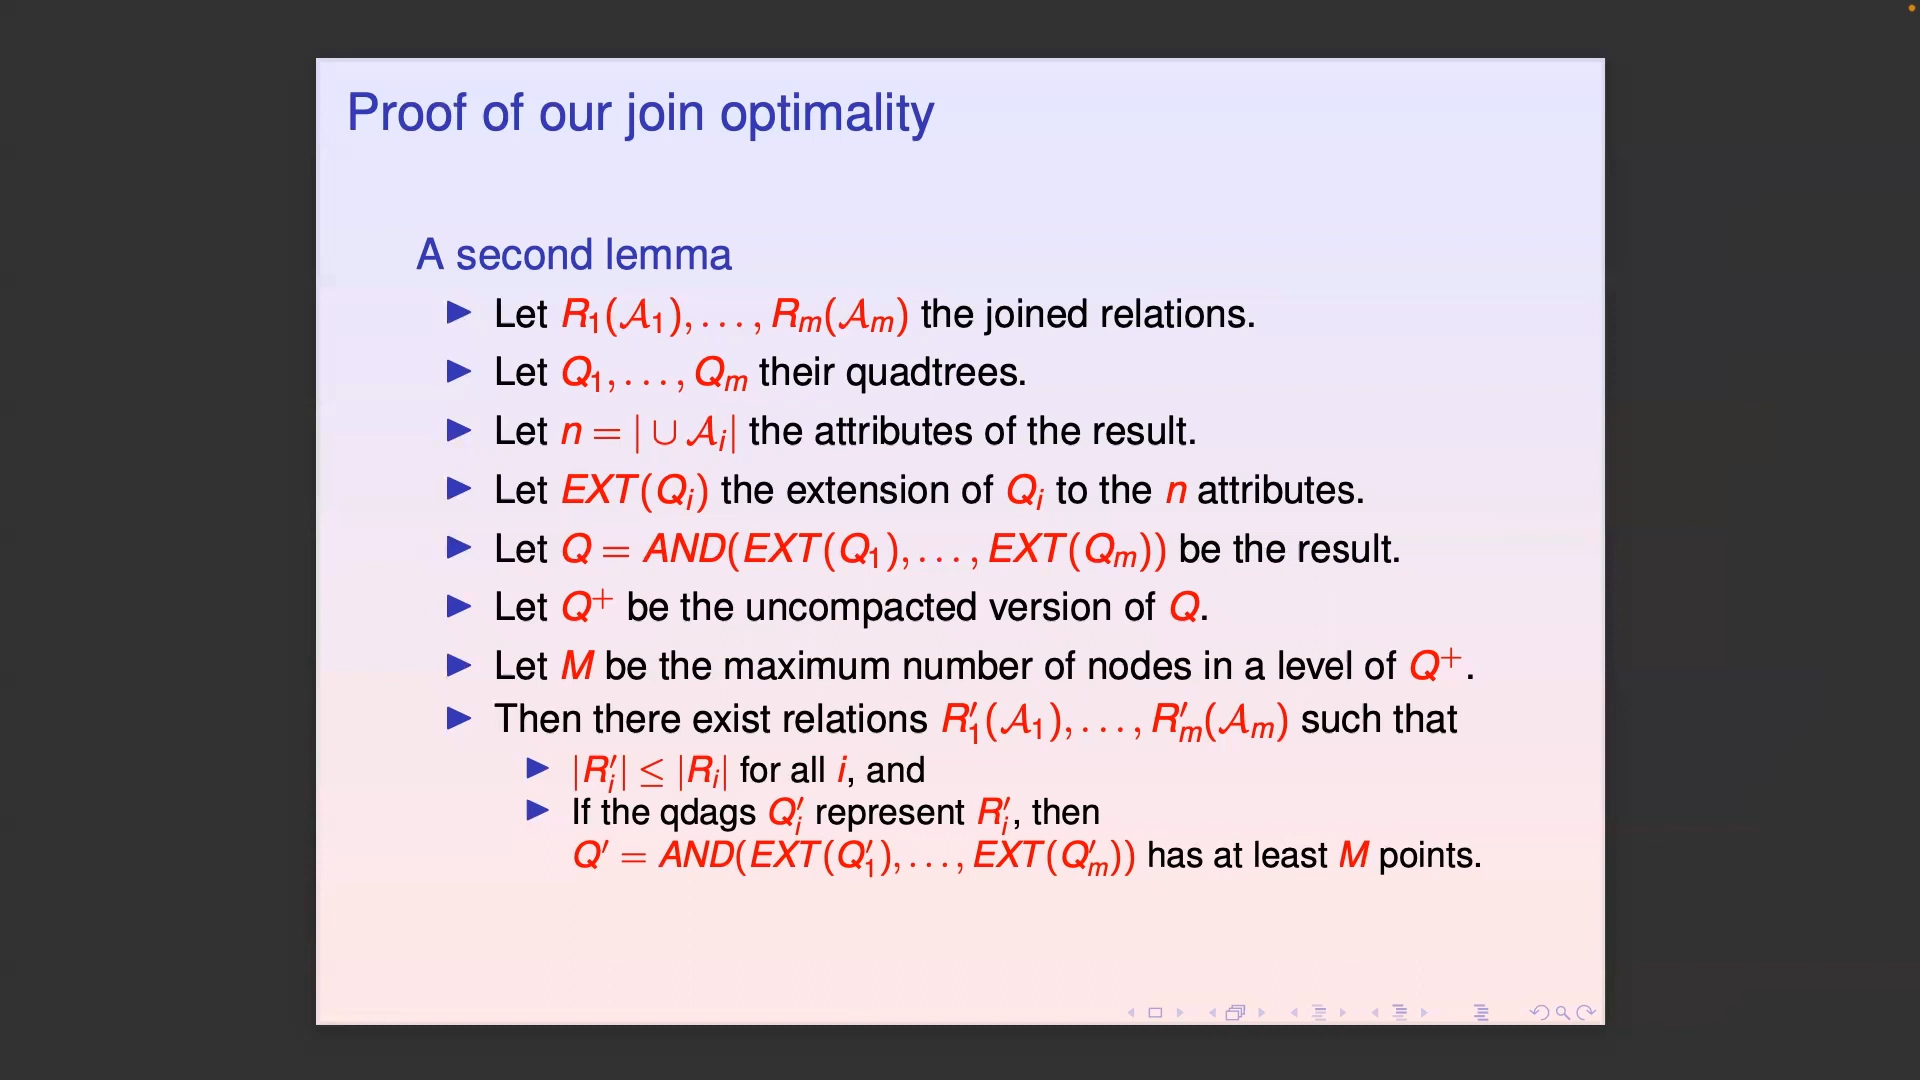 Proof of our join optimality
A second lemma
▶ Let R₁(𝒜₁), . . . , Rₘ(𝒜ₘ) the joined relations.
▶ Let Q₁, . . . , Qₘ their quadtrees.
▶ Let n = | ∪ 𝒜ᵢ| the attributes of the result.
▶ Let EXT(Qᵢ) the extension of Qᵢ to the n attributes.
▶ Let Q = AND(EXT(Q₁), . . . , EXT(Qₘ)) be the result.
▶ Let Q⁺ be the uncompacted version of Q.
▶ Let M be the maximum number of nodes in a level of Q⁺.
▶ Then there exist relations R′₁(𝒜₁), . . . , R′ₘ(𝒜ₘ) such that
▶ |R′ᵢ| ≤ |Rᵢ| for all i, and
▶ If the qdags Q′ᵢ represent R′ᵢ, then
Q′ = AND(EXT(Q′₁), . . . , EXT(Q′ₘ)) has at least M points.